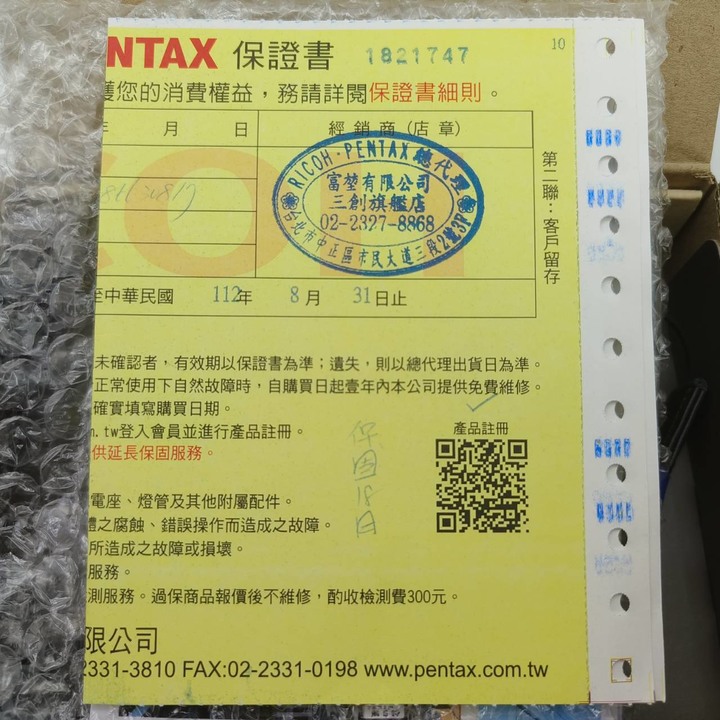 NTAX 保證書 1821747
10
護您的消費權益，務請詳閱保證書細則。
年 月 日
經銷商（店章）
RICOH·PENTAX總代理
富堃有限公司
三創旗艦店
02-2327-8868
台北市中正區市民大道三段2號3F
第二聯：客戶留存
至中華民國 112年 8月 31日止
未確認者，有效期以保證書為準；遺失，則以總代理出貨日為準。
正常使用下自然故障時，自購買日起壹年內本公司提供免費維修。
確實填寫購買日期。
.tw登入會員並進行產品註冊。
供延長保固服務。
產品註冊
保固18
電座、燈管及其他附屬配件。
體之腐蝕、錯誤操作而造成之故障。
所造成之故障或損壞。
服務。
測服務。過保商品報價後不維修，酌收檢測費300元。
限公司
2331-3810 FAX:02-2331-0198 www.pentax.com.tw